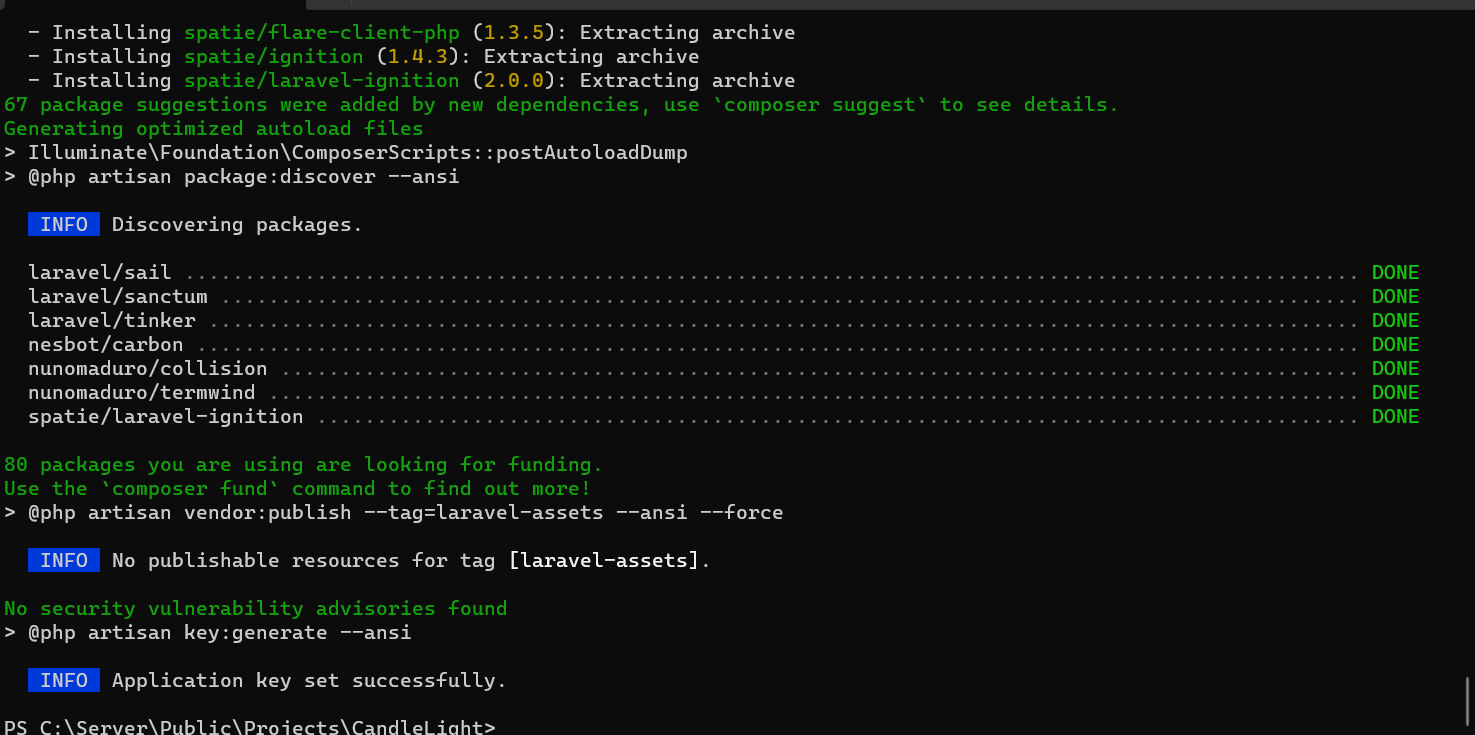 - Installing spatie/flare-client-php (1.3.5): Extracting archive
- Installing spatie/ignition (1.4.3): Extracting archive
- Installing spatie/laravel-ignition (2.0.0): Extracting archive
67 package suggestions were added by new dependencies, use `composer suggest` to see details.
Generating optimized autoload files
> Illuminate\Foundation\ComposerScripts::postAutoloadDump
> @php artisan package:discover --ansi
INFO Discovering packages.
laravel/sail .................................................................................................. DONE
laravel/sanctum ............................................................................................... DONE
laravel/tinker ................................................................................................ DONE
nesbot/carbon ................................................................................................. DONE
nunomaduro/collision .......................................................................................... DONE
nunomaduro/termwind ........................................................................................... DONE
spatie/laravel-ignition ....................................................................................... DONE
80 packages you are using are looking for funding.
Use the `composer fund` command to find out more!
> @php artisan vendor:publish --tag=laravel-assets --ansi --force
INFO No publishable resources for tag [laravel-assets].
No security vulnerability advisories found
> @php artisan key:generate --ansi
INFO Application key set successfully.
PS C:\Server\Public\Projects\CandleLight>